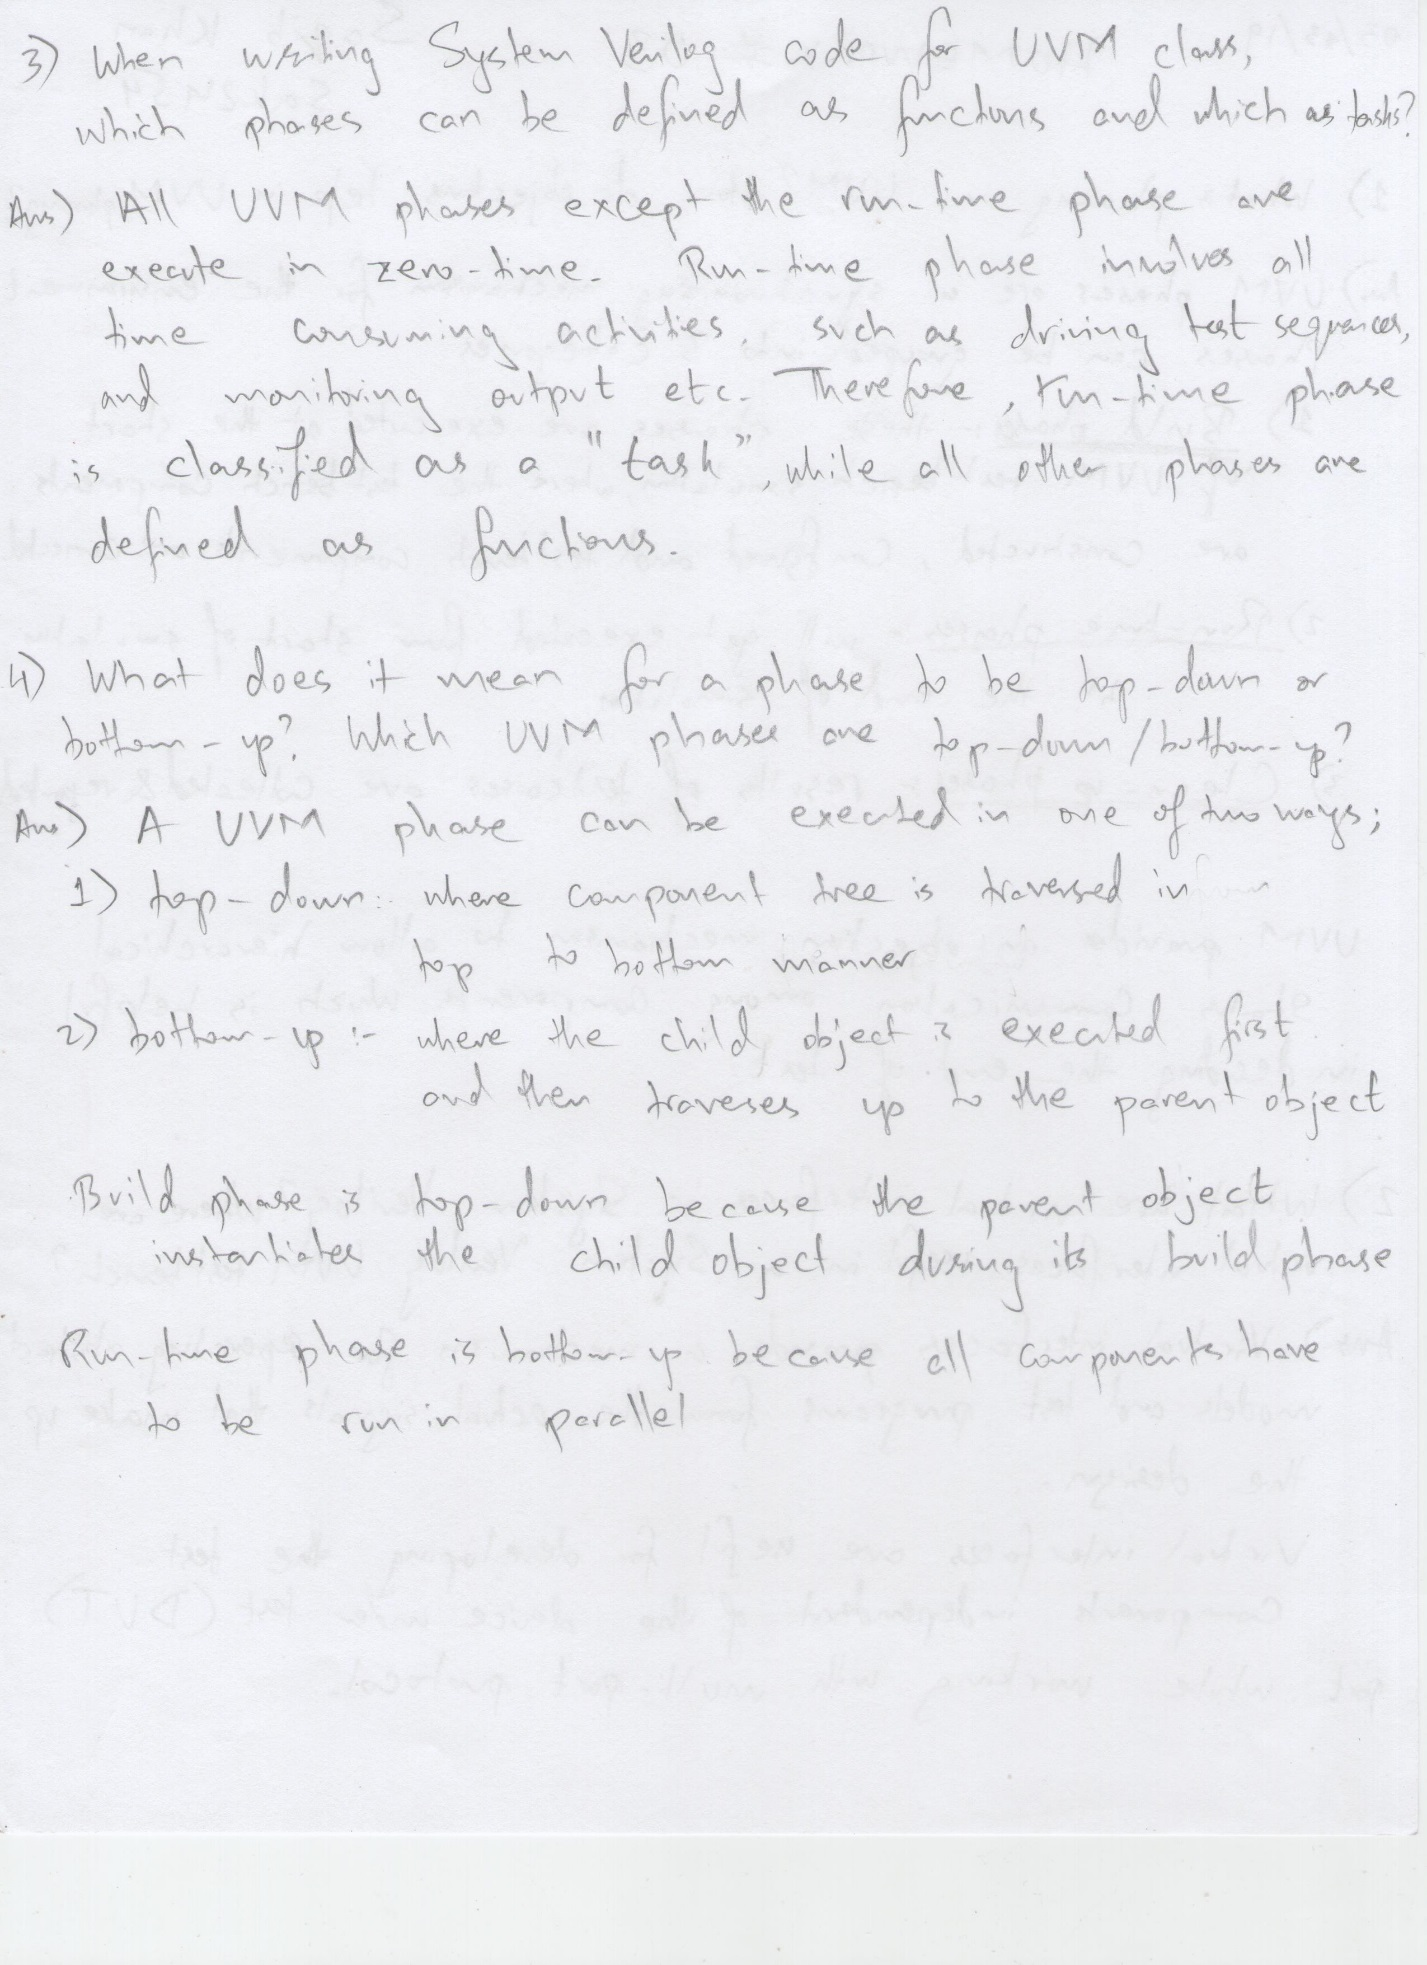 3) When writing System Verilog code for UVM class,
which phases can be defined as functions and which as tasks?
Ans) All UVM phases except the run-time phase are
execute in zero-time. Run-time phase involves all
time consuming activities, such as driving test sequences,
and monitoring output etc. Therefore, run-time phase
is classified as a "task", while all other phases are
defined as functions.
4) What does it mean for a phase to be top-down or
bottom-up? Which UVM phases are top-down/bottom-up?
Ans) A UVM phase can be executed in one of two ways;
1) top-down: where component tree is traversed in
top to bottom manner
2) bottom-up :- where the child object is executed first
and then traveses up to the parent object
Build phase is top-down because the parent object
instantiates the child object during its build phase
Run-time phase is bottom-up because all components have
to be run in parallel